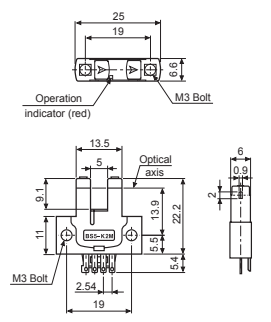 25
19
6.6
Operation
indicator (red)
M3 Bolt
13.5
5
Optical
axis
6
0.9
2
9.1
13.9
22.2
11
BS5-K2M
5.5
5.4
M3 Bolt
2.54
19